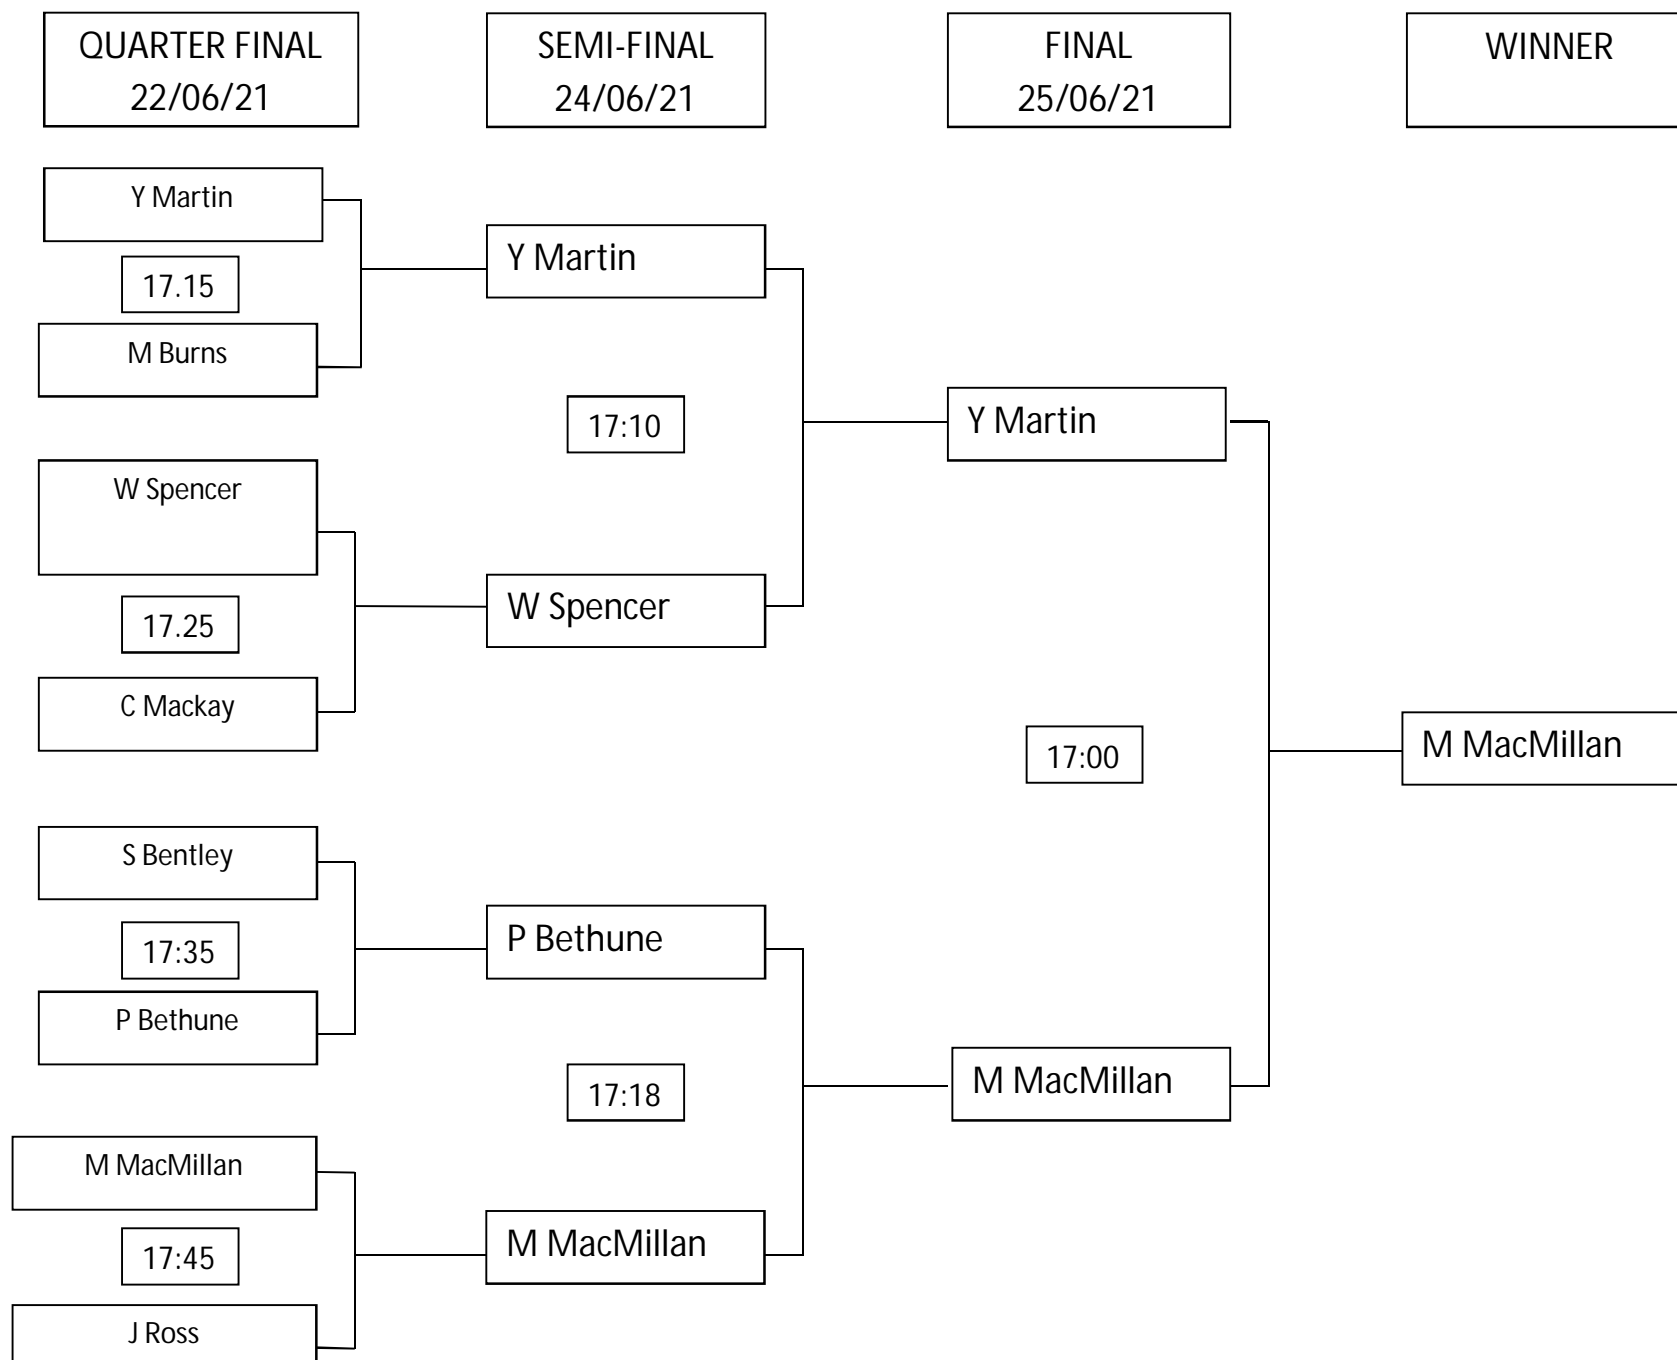 QUARTER FINAL
22/06/21
SEMI-FINAL
24/06/21
FINAL
25/06/21
WINNER
Y Martin
17.15
M Burns
W Spencer
17.25
C Mackay
S Bentley
17:35
P Bethune
M MacMillan
17:45
J Ross
Y Martin
17:10
W Spencer
P Bethune
17:18
M MacMillan
Y Martin
17:00
M MacMillan
M MacMillan